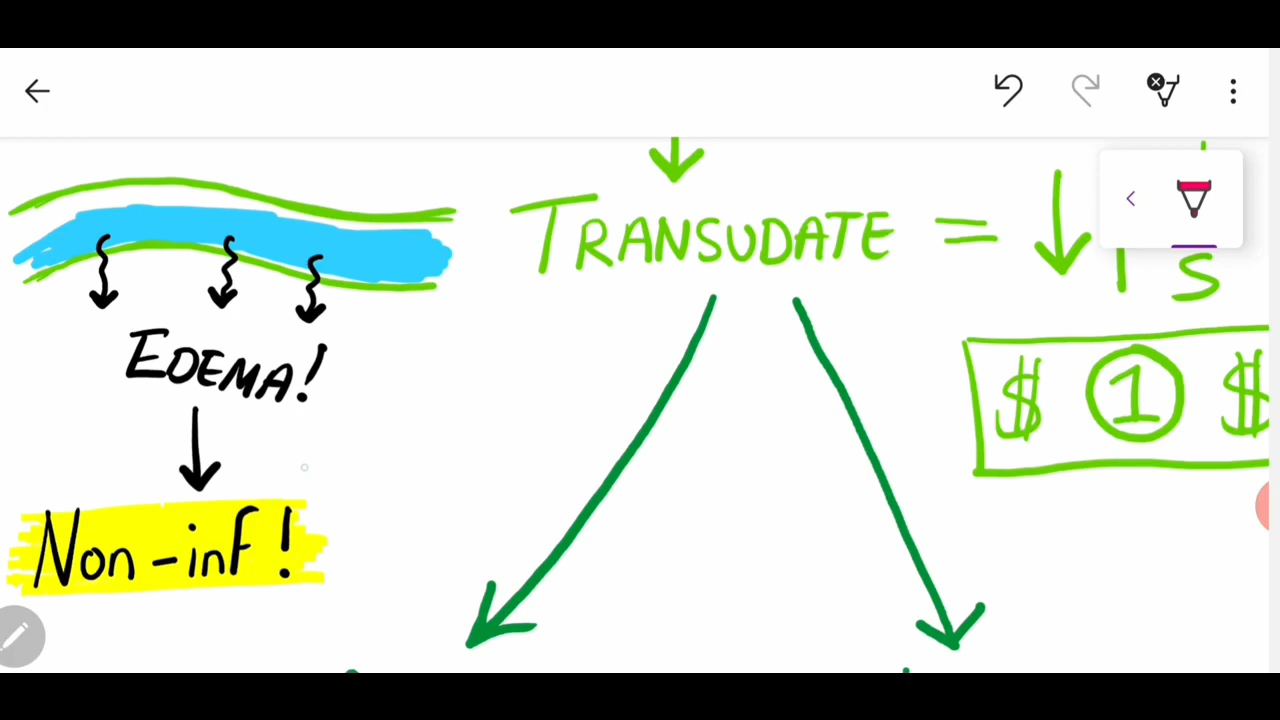 TRANSUDATE =
S
EDEMA!
$ 1 $
Non-inf!